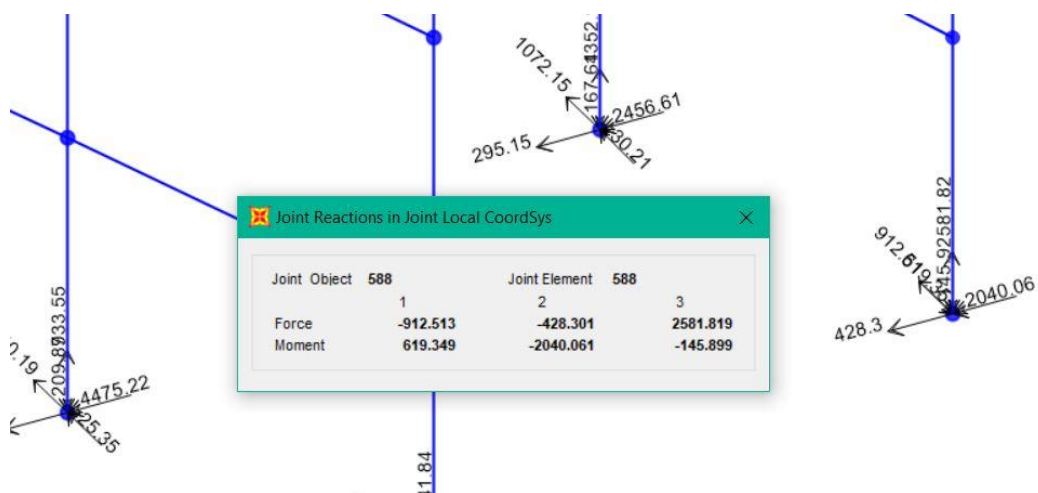 1072.15
2456.61
30.21
295.15
Joint Reactions in Joint Local CoordSys
Joint Object 588 Joint Element 588
1 2 3
Force -912.513 -428.301 2581.819
Moment 619.349 -2040.061 -145.899
2581.82
2040.06
428.3
4475.22
25.35
41.84